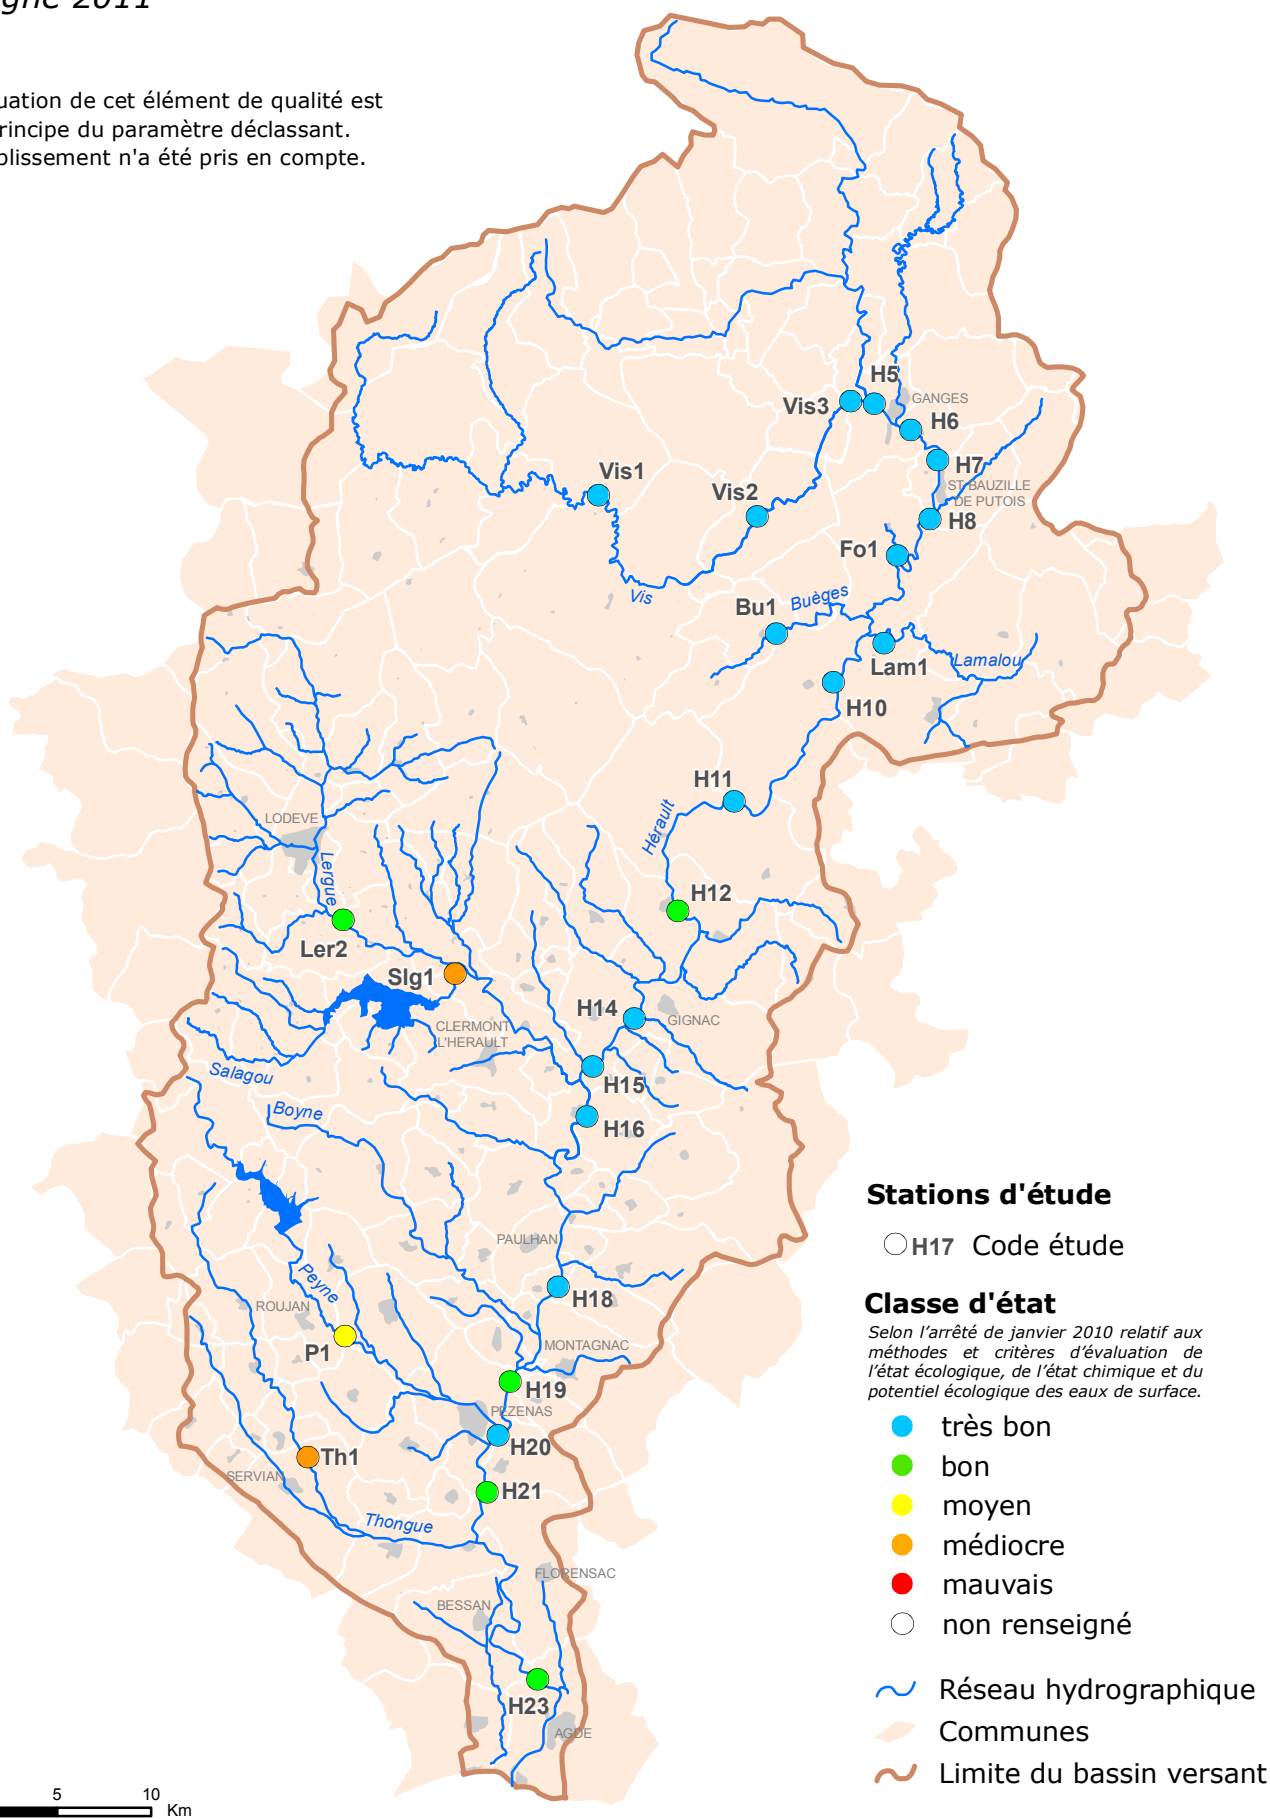 2011
de cet élément de qualité est
du paramètre déclassant.
n'a été pris en compte.
H5
GANGES
Vis3
H6
H7
Vis1
ST BAUZILLE
DE PUTOIS
Vis2
H8
Fo1
Vis
Buèges
Bu1
Lamalou
Lam1
H10
H11
Hérault
LODEVE
Lergue
H12
Ler2
Slg1
H14
GIGNAC
CLERMONT
L'HERAULT
Salagou
H15
Boyne
H16
PAULHAN
Peyne
H18
ROUJAN
P1
MONTAGNAC
H19
PEZENAS
H20
Th1
SERVIAN
H21
Thongue
FLORENSAC
BESSAN
H23
AGDE
Stations d'étude
H17 Code étude
Classe d'état
Selon l'arrêté de janvier 2010 relatif aux
méthodes et critères d'évaluation de
l'état écologique, de l'état chimique et du
potentiel écologique des eaux de surface.
très bon
bon
moyen
médiocre
mauvais
non renseigné
Réseau hydrographique
Communes
Limite du bassin versant
5 10
Km